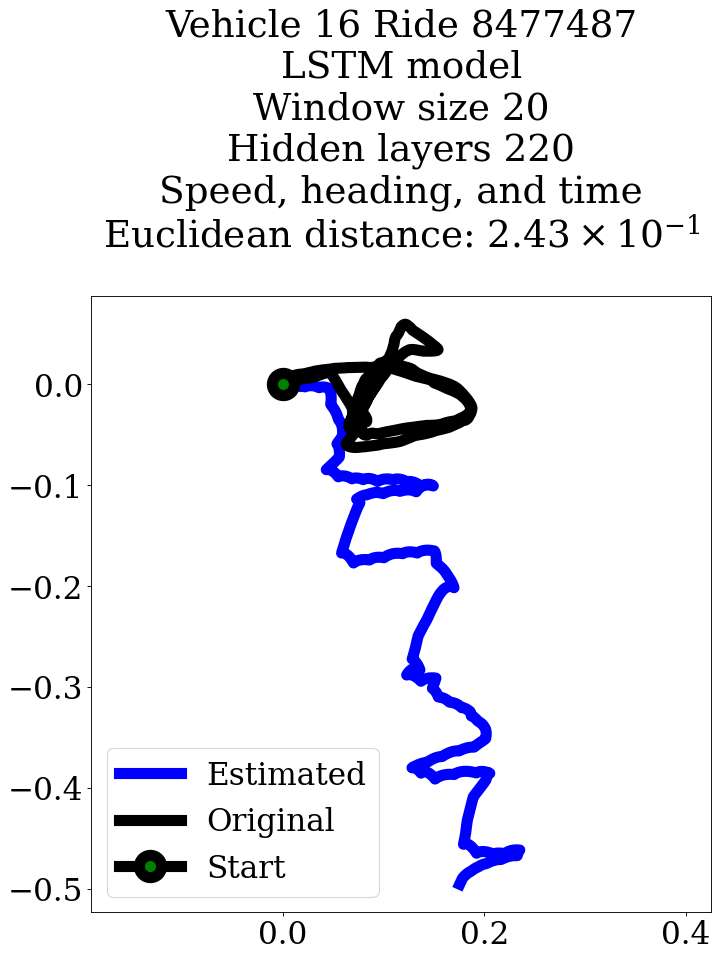 Vehicle 16 Ride 8477487
LSTM model
Window size 20
Hidden layers 220
Speed, heading, and time
Euclidean distance: 2.43 × 10⁻¹
0.0
−0.1
−0.2
−0.3
−0.4
−0.5
Estimated
Original
Start
0.0 0.2 0.4